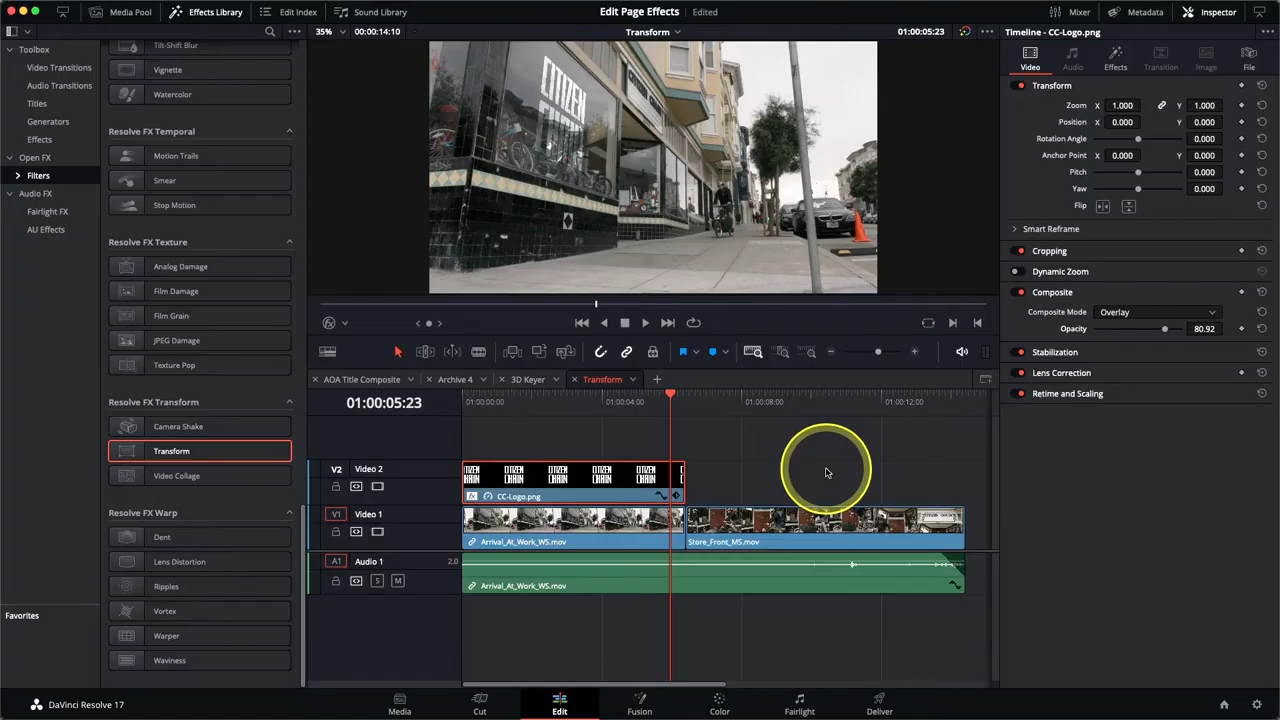 Media Pool
Effects Library
Edit Index
Sound Library
Edit Page Effects
Edited
Mixer
Metadata
Inspector
35%
00:00:14:10
Transform
01:00:05:23
Timeline - CC-Logo.png
Toolbox
Video Transitions
Audio Transitions
Titles
Generators
Effects
Open FX
Filters
Audio FX
Fairlight FX
AU Effects
Favorites
Tilt-Shift Blur
Vignette
Watercolor
Resolve FX Temporal
Motion Trails
Smear
Stop Motion
Resolve FX Texture
Analog Damage
Film Damage
Film Grain
JPEG Damage
Texture Pop
Resolve FX Transform
Camera Shake
Transform
Video Collage
Resolve FX Warp
Dent
Lens Distortion
Ripples
Vortex
Warper
Waviness
CITIZEN
CHAIN
CITIZEN CHAIN
Video
Audio
Effects
Transition
Image
File
Transform
Zoom X 1.000 Y 1.000
Position X 0.000 Y 0.000
Rotation Angle 0.000
Anchor Point X 0.000 Y 0.000
Pitch 0.000
Yaw 0.000
Flip
Smart Reframe
Cropping
Dynamic Zoom
Composite
Composite Mode Overlay
Opacity 80.92
Stabilization
Lens Correction
Retime and Scaling
AOA Title Composite
Archive 4
3D Keyer
Transform
01:00:05:23
01:00:00:00
01:00:04:00
01:00:08:00
01:00:12:00
V2 Video 2
CC-Logo.png
V1 Video 1
Arrival_At_Work_WS.mov
Store_Front_MS.mov
A1 Audio 1 2.0
S M
Arrival_At_Work_WS.mov
DaVinci Resolve 17
Media
Cut
Edit
Fusion
Color
Fairlight
Deliver